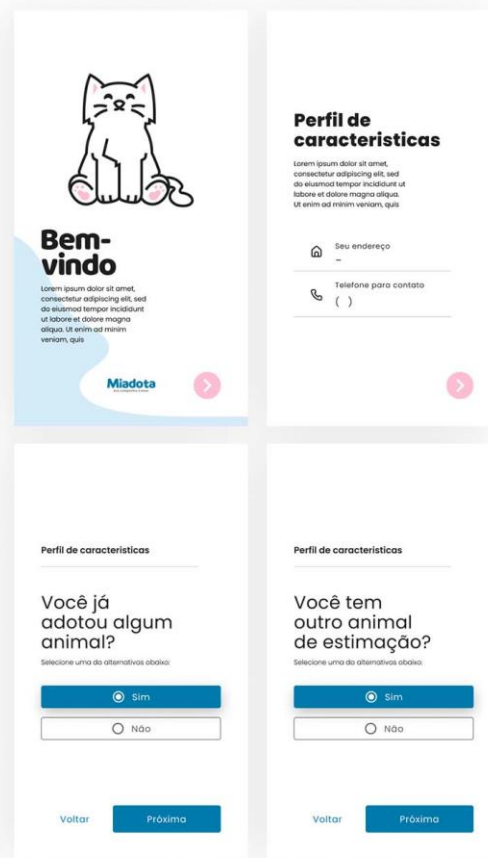 Bem-
vindo
Lorem ipsum dolor sit amet,
consectetur adipiscing elit, sed
do eiusmod tempor incididunt
ut labore et dolore magna
aliqua. Ut enim ad minim
veniam, quis
Miadota
Perfil de
caracteristicas
Lorem ipsum dolor sit amet,
consectetur adipiscing elit, sed
do eiusmod tempor incididunt ut
labore et dolore magna aliqua.
Ut enim ad minim veniam, quis
Seu endereço
–
Telefone para contato
( )
Perfil de caracteristicas
Você já
adotou algum
animal?
Selecione uma da alternativas abaixo:
Sim
Não
Voltar
Próxima
Perfil de caracteristicas
Você tem
outro animal
de estimação?
Selecione uma da alternativas abaixo:
Sim
Não
Voltar
Próxima